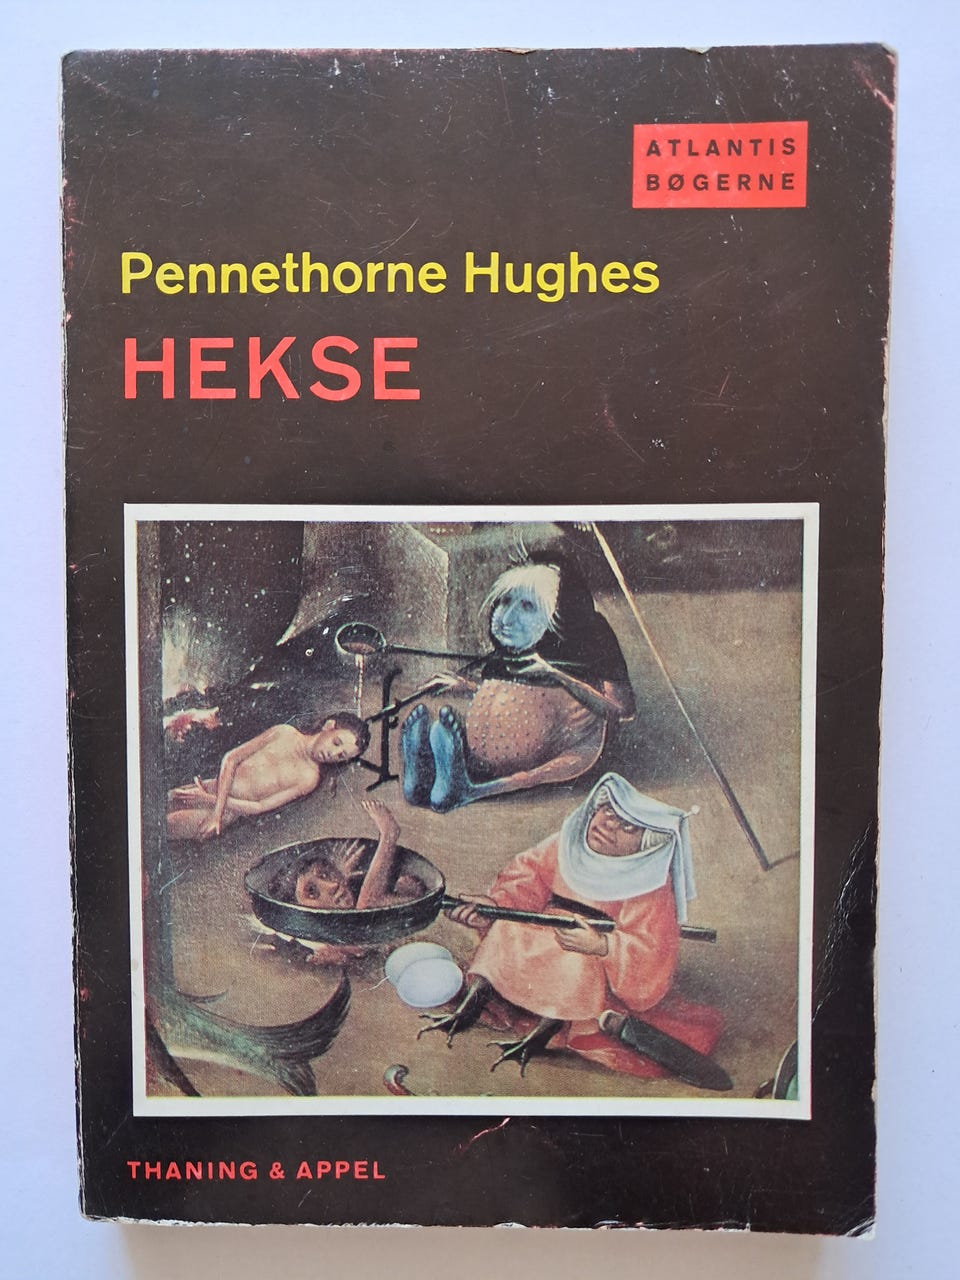 ATLANTIS
BØGERNE
Pennethorne Hughes
HEKSE
THANING & APPEL